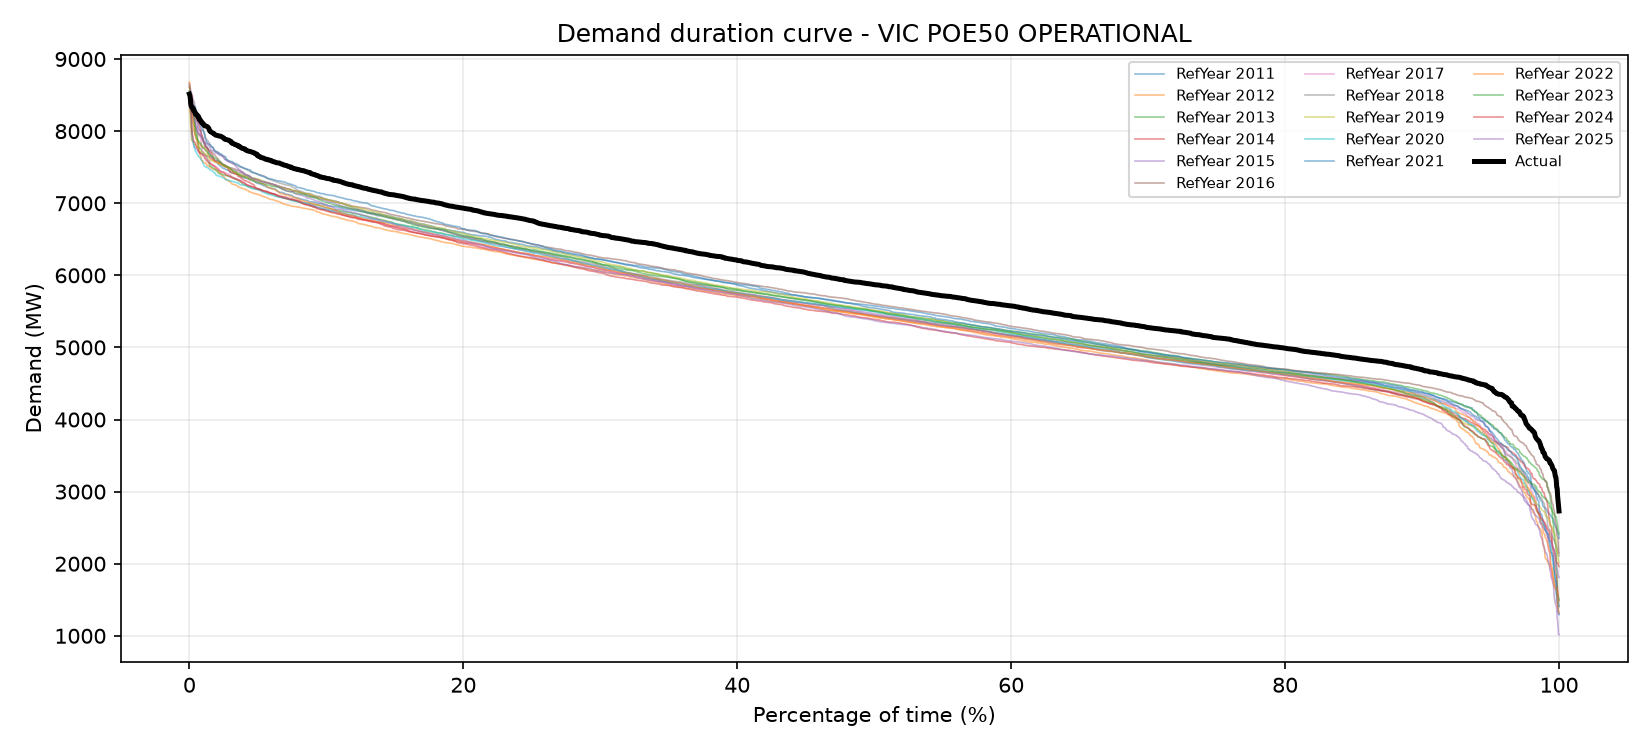 Demand duration curve - VIC POE50 OPERATIONAL
9000
8000
7000
6000
5000
4000
3000
2000
1000
Demand (MW)
RefYear 2011
RefYear 2012
RefYear 2013
RefYear 2014
RefYear 2015
RefYear 2016
RefYear 2017
RefYear 2018
RefYear 2019
RefYear 2020
RefYear 2021
RefYear 2022
RefYear 2023
RefYear 2024
RefYear 2025
Actual
0 20 40 60 80 100
Percentage of time (%)